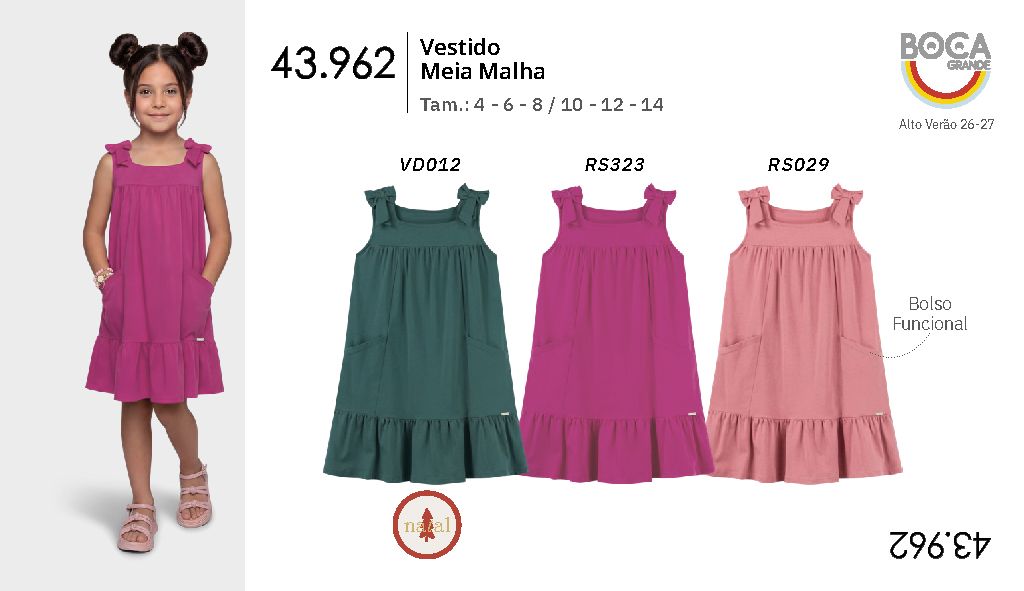 43.962
Vestido
Meia Malha
Tam.: 4 - 6 - 8 / 10 - 12 - 14
BOCA
GRANDE
Alto Verão 26-27
VD012
RS323
RS029
Bolso
Funcional
natal
43.962